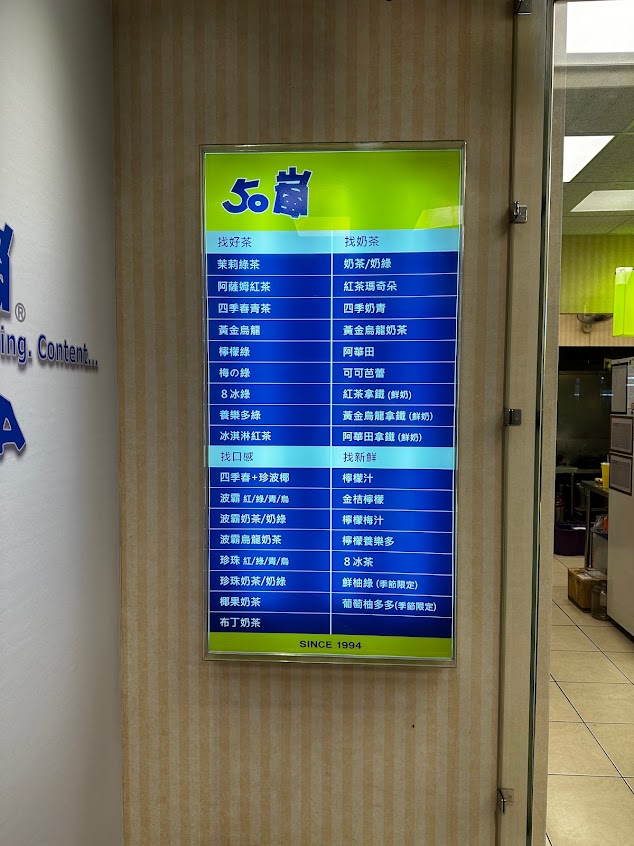 ®
ing. Content...
A
50嵐
找好茶
茉莉綠茶
阿薩姆紅茶
四季春青茶
黃金烏龍
檸檬綠
梅の綠
8冰綠
養樂多綠
冰淇淋紅茶
找奶茶
奶茶/奶綠
紅茶瑪奇朵
四季奶青
黃金烏龍奶茶
阿華田
可可芭蕾
紅茶拿鐵(鮮奶)
黃金烏龍拿鐵(鮮奶)
阿華田拿鐵(鮮奶)
找口感
四季春+珍波椰
波霸 紅/綠/青/烏
波霸奶茶/奶綠
波霸烏龍奶茶
珍珠 紅/綠/青/烏
珍珠奶茶/奶綠
椰果奶茶
布丁奶茶
找新鮮
檸檬汁
金桔檸檬
檸檬梅汁
檸檬養樂多
8冰茶
鮮柚綠(季節限定)
葡萄柚多多(季節限定)
SINCE 1994